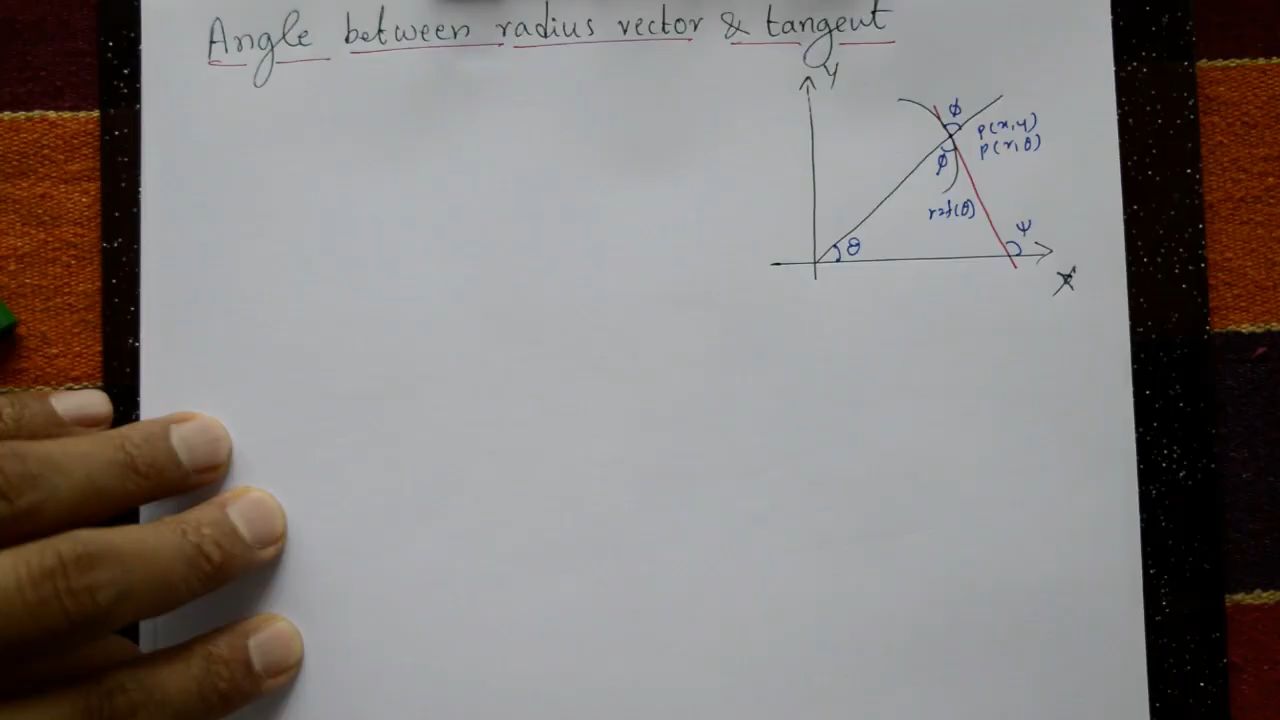 Angle between radius vector & tangent
Y
φ
P(x,y)
P(r,θ)
φ
r=f(θ)
ψ
θ
X